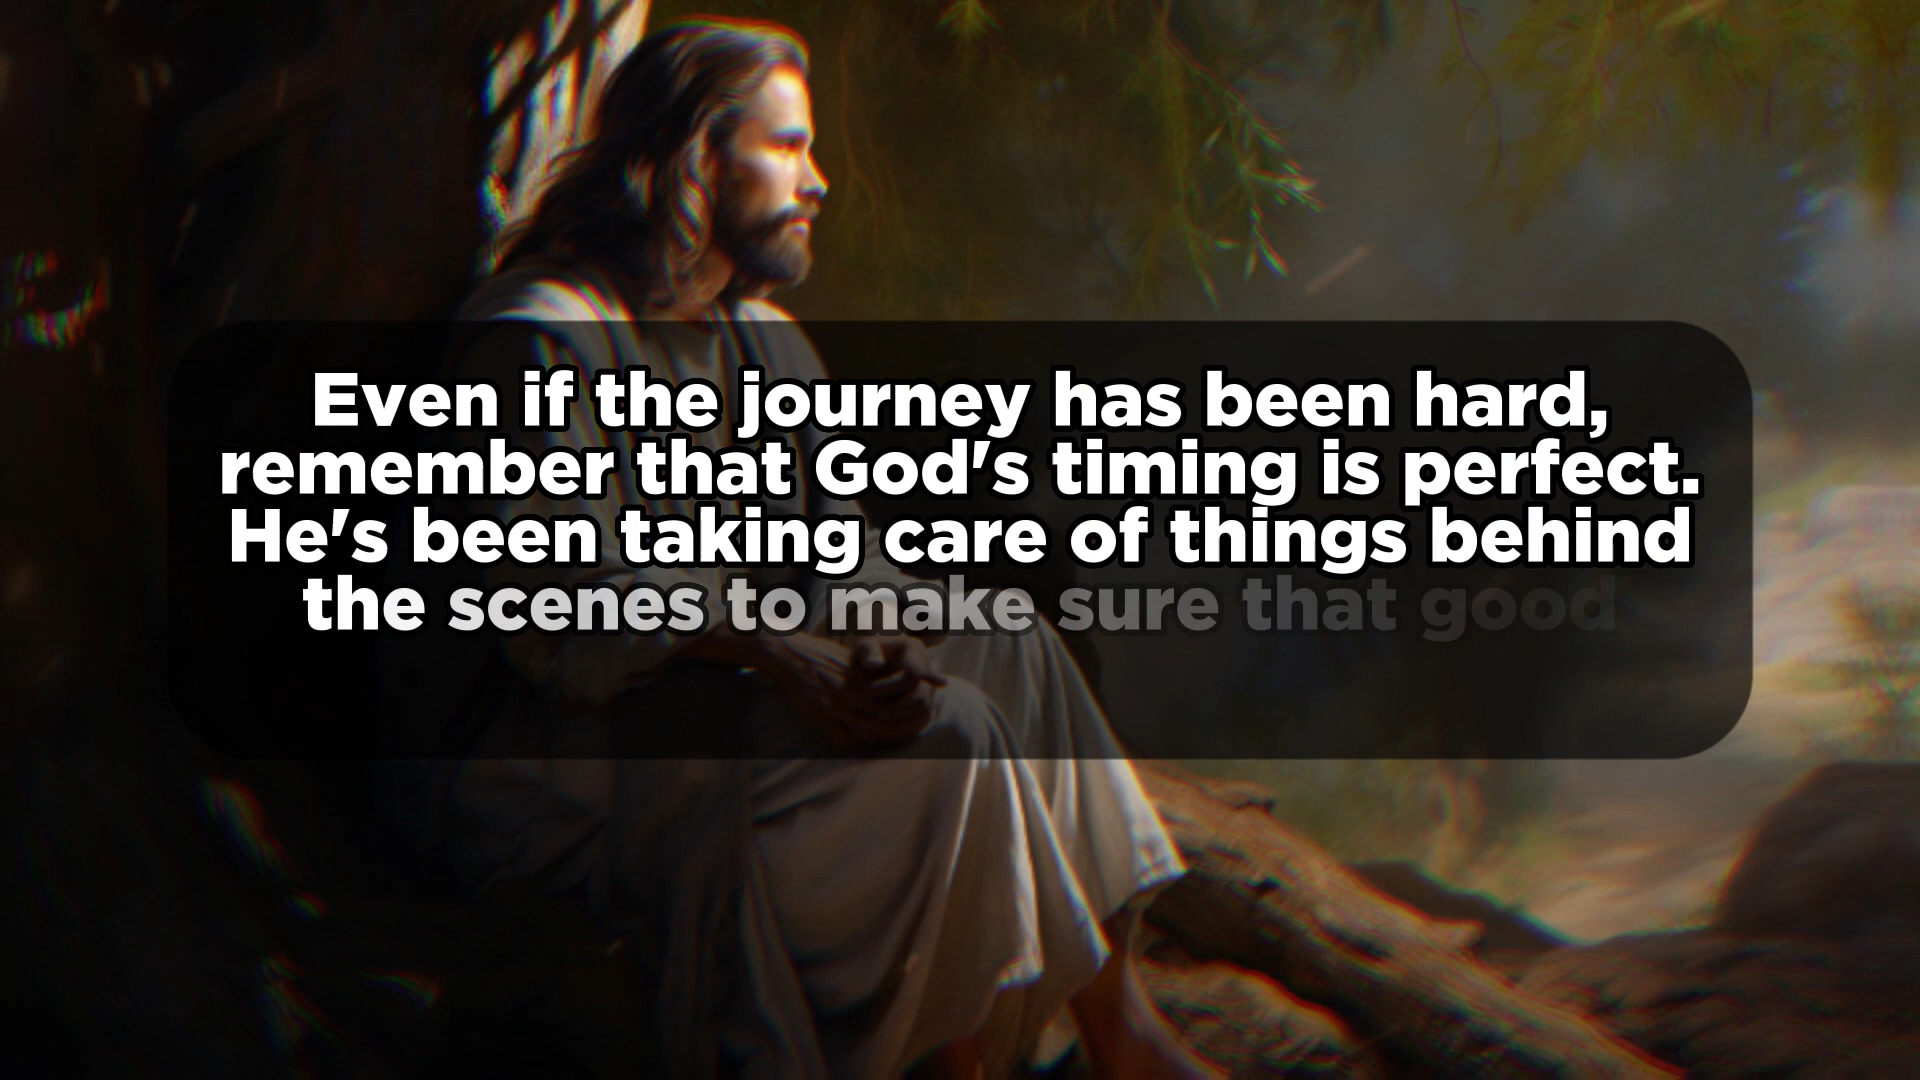 Even if the journey has been hard,
remember that God's timing is perfect.
He's been taking care of things behind
the scenes to make sure that good